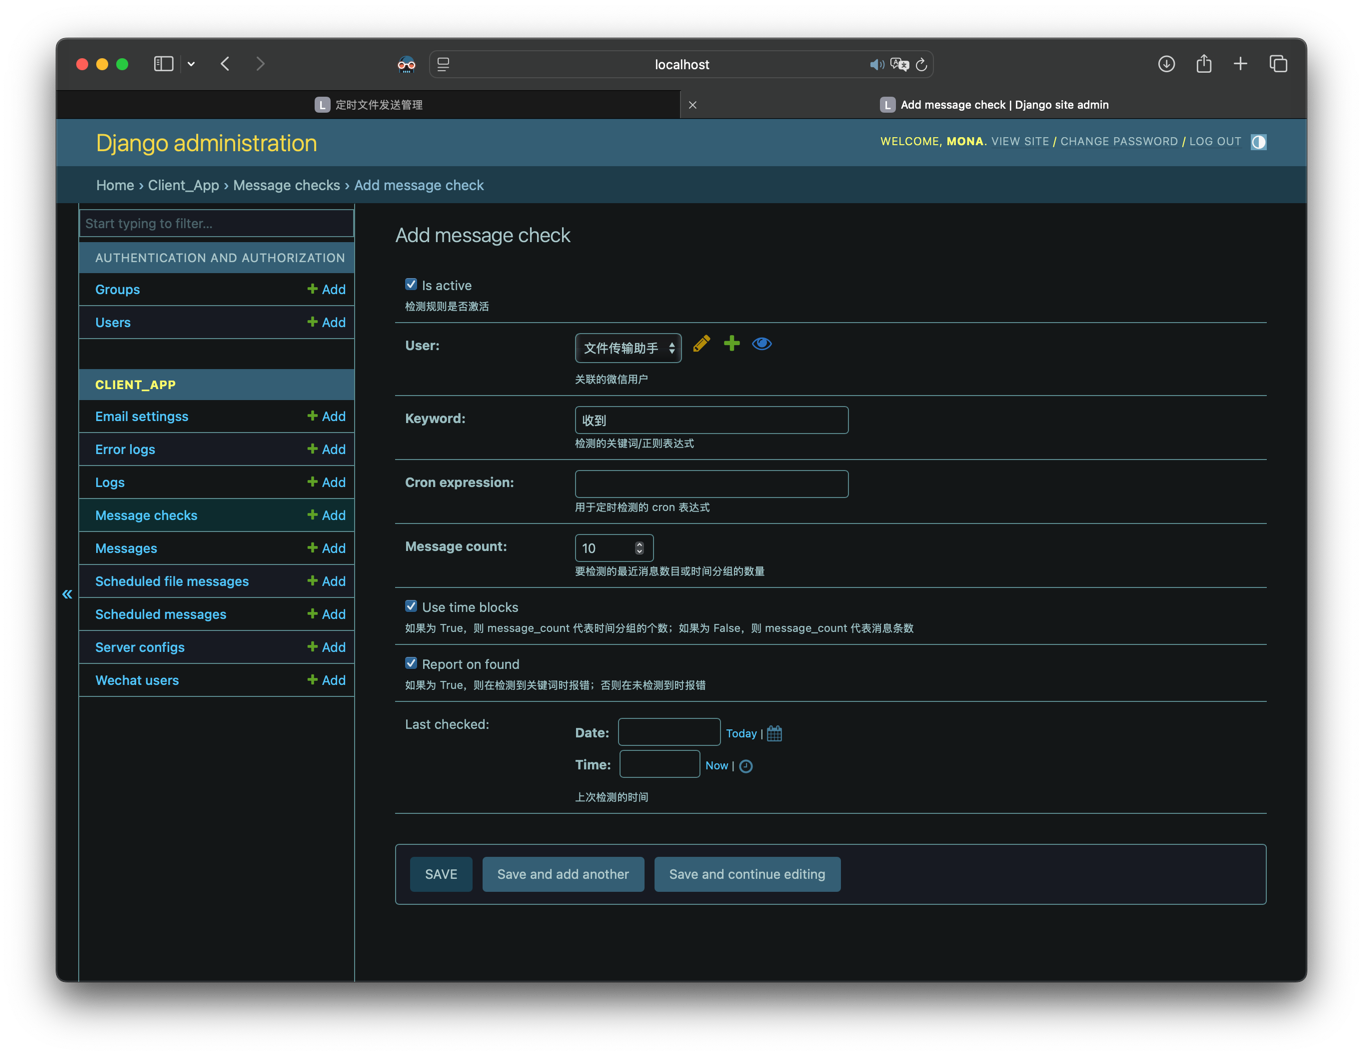 localhost
L 定时文件发送管理
L Add message check | Django site admin
Django administration
WELCOME, MONA. VIEW SITE / CHANGE PASSWORD / LOG OUT
Home › Client_App › Message checks › Add message check
Start typing to filter...
AUTHENTICATION AND AUTHORIZATION
Groups + Add
Users + Add
CLIENT_APP
Email settingss + Add
Error logs + Add
Logs + Add
Message checks + Add
Messages + Add
Scheduled file messages + Add
Scheduled messages + Add
Server configs + Add
Wechat users + Add
«
Add message check
Is active
检测规则是否激活
User: 文件传输助手
关联的微信用户
Keyword: 收到
检测的关键词/正则表达式
Cron expression:
用于定时检测的 cron 表达式
Message count: 10
要检测的最近消息数目或时间分组的数量
Use time blocks
如果为 True，则 message_count 代表时间分组的个数；如果为 False，则 message_count 代表消息条数
Report on found
如果为 True，则在检测到关键词时报错；否则在未检测到时报错
Last checked:
Date: Today |
Time: Now |
上次检测的时间
SAVE
Save and add another
Save and continue editing